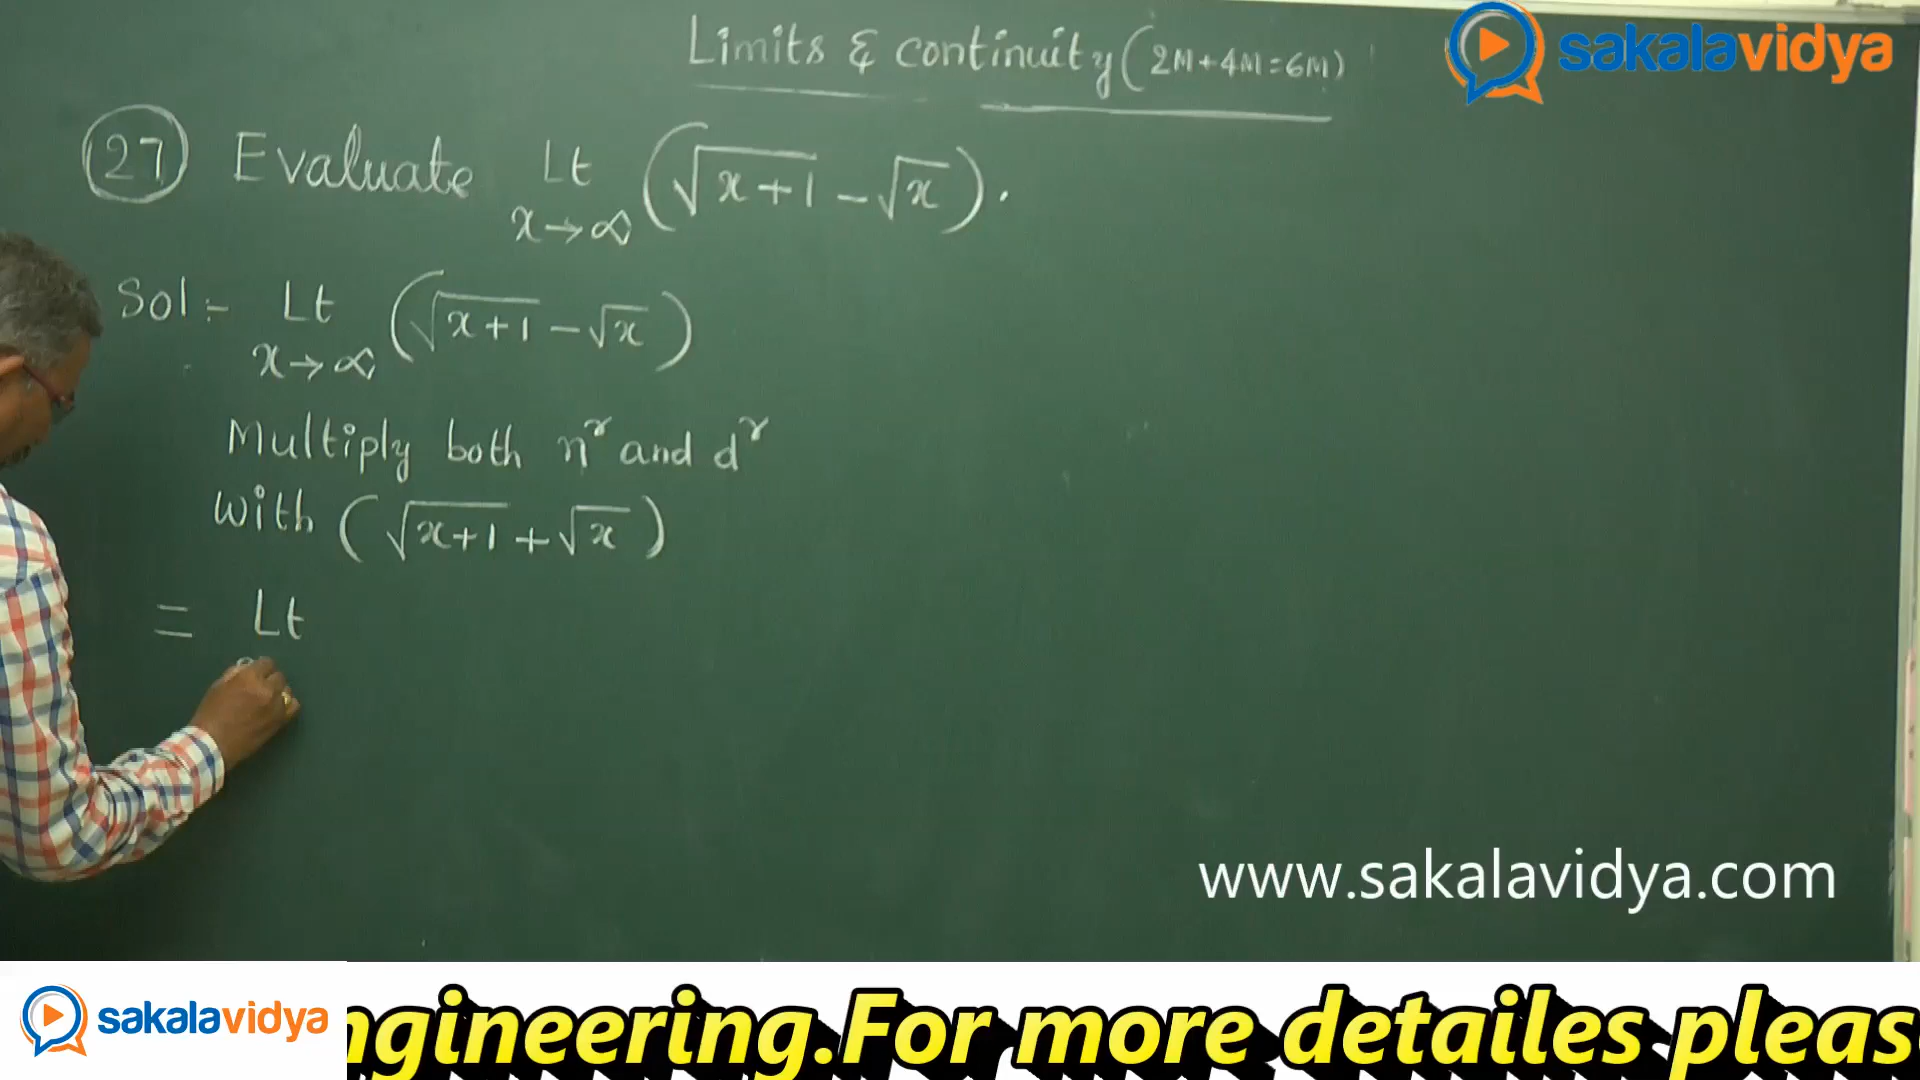 Limits & continuity (2M+4M=6M)
sakalavidya
27 Evaluate Lt x→∞ (√x+1 - √x).
Sol:- Lt x→∞ (√x+1 - √x)
Multiply both nʳ and dʳ
with (√x+1 + √x)
= Lt
www.sakalavidya.com
sakalavidya
ngineering.For more detailes pleas